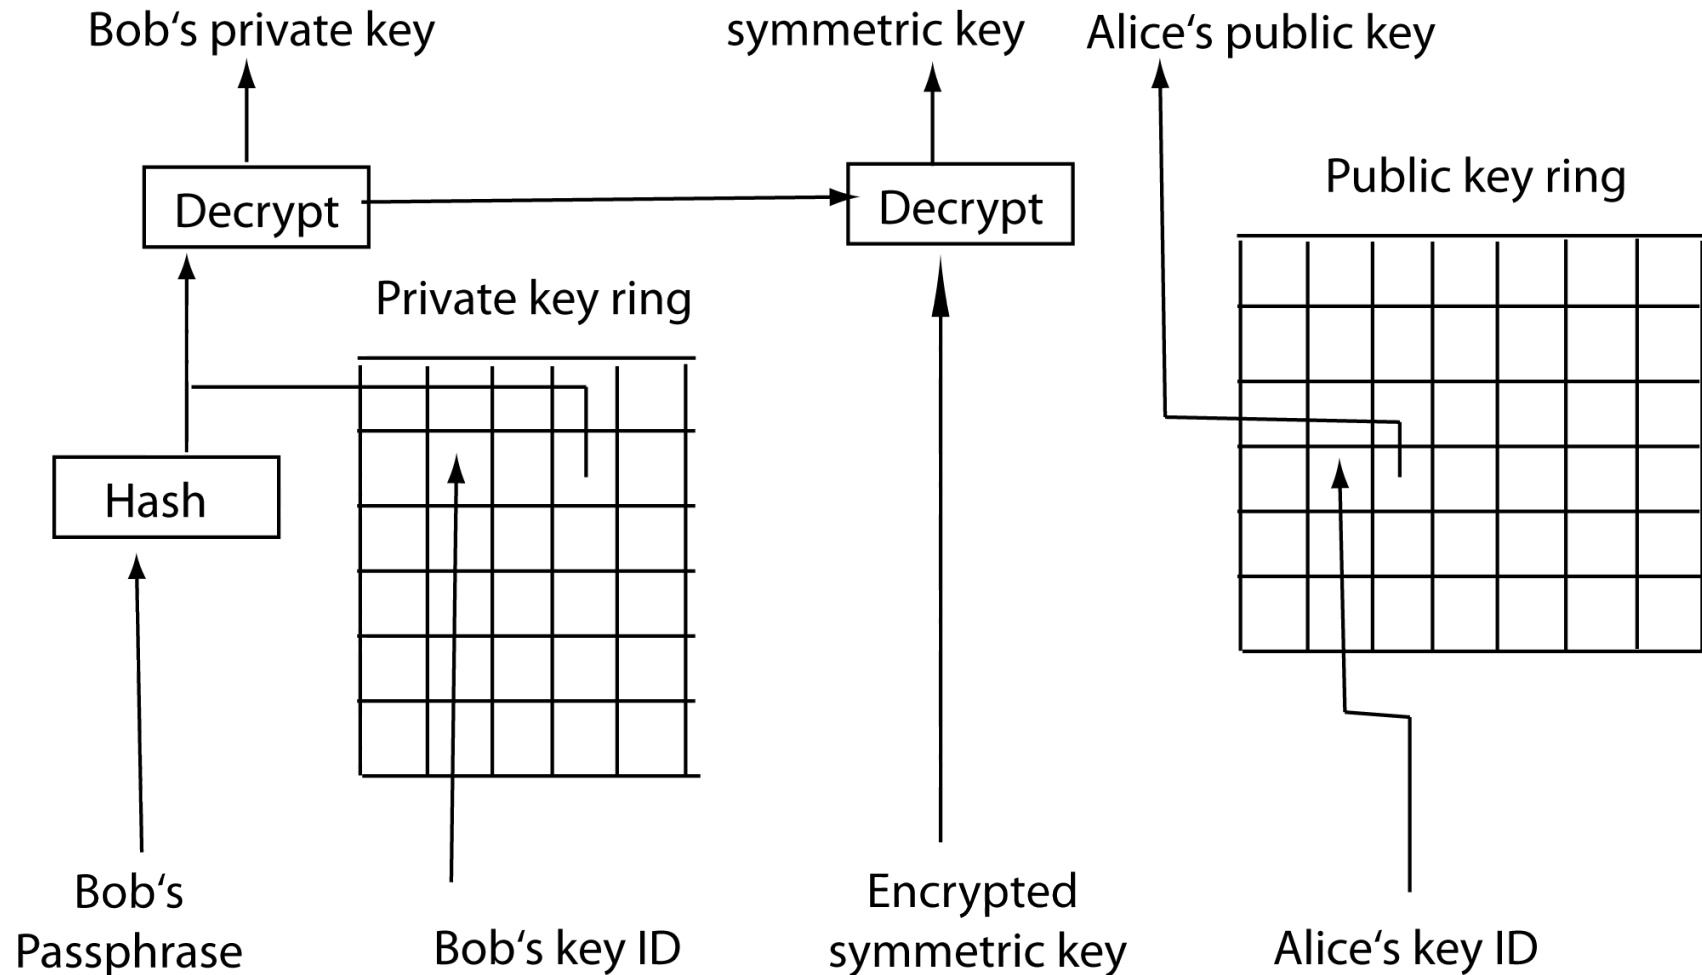 Bob‘s private key
symmetric key
Alice‘s public key
Decrypt
Decrypt
Public key ring
Private key ring
Hash
Bob‘s
Passphrase
Bob‘s key ID
Encrypted
symmetric key
Alice‘s key ID